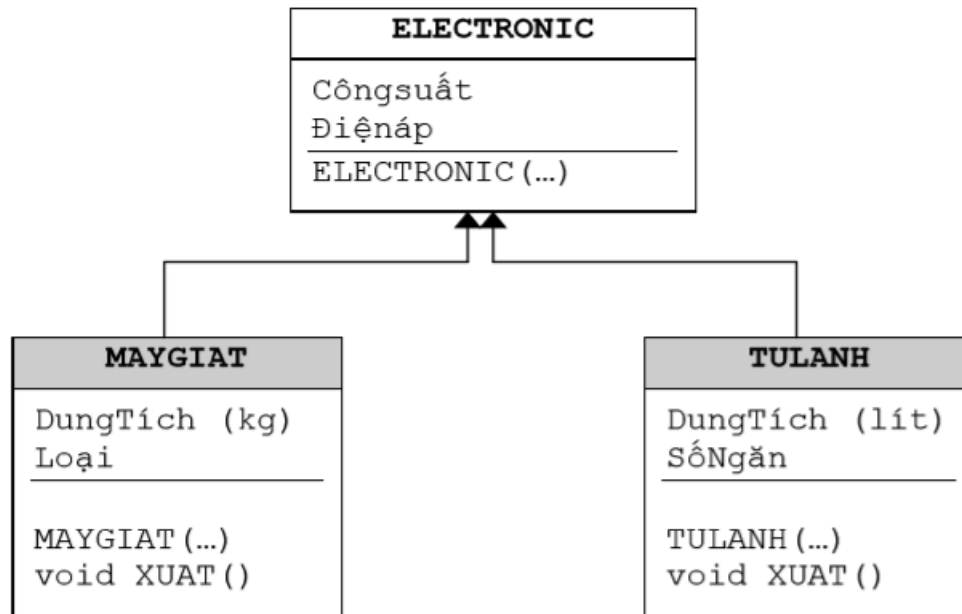 ELECTRONIC
Côngsuất
Điệnáp
ELECTRONIC(…)
MAYGIAT
DungTích (kg)
Loại
MAYGIAT(…)
void XUAT()
TULANH
DungTích (lít)
SốNgăn
TULANH(…)
void XUAT()